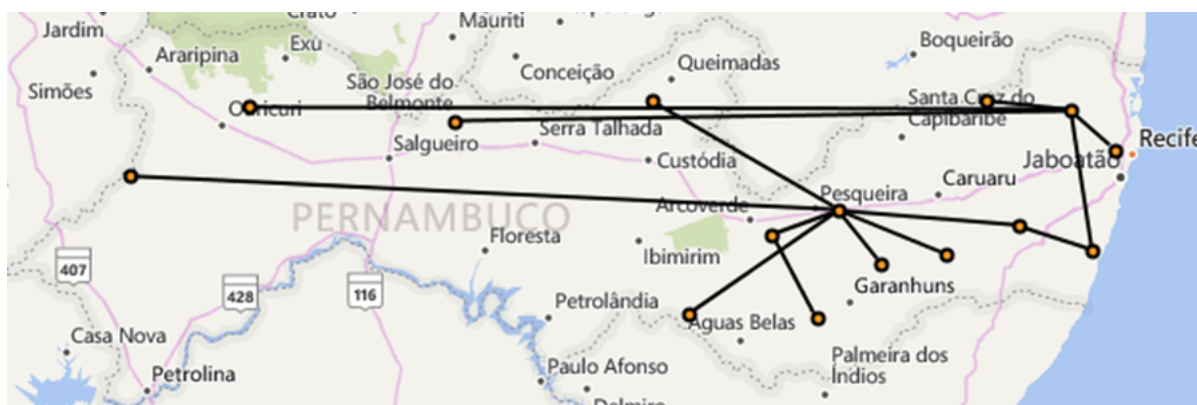 Jardim
Mauriti
Boqueirão
Araripina
Exu
Queimadas
Conceição
Simões
São José do
Belmonte
Santa Cruz do
Capibaribe
Serra Talhada
Salgueiro
Recife
Jaboatão
Custódia
Caruaru
Pesqueira
Arcoverde
PERNAMBUCO
Floresta
Ibimirim
407
428
116
Garanhuns
Petrolândia
Águas Belas
Casa Nova
Palmeira dos
Índios
Petrolina
Paulo Afonso